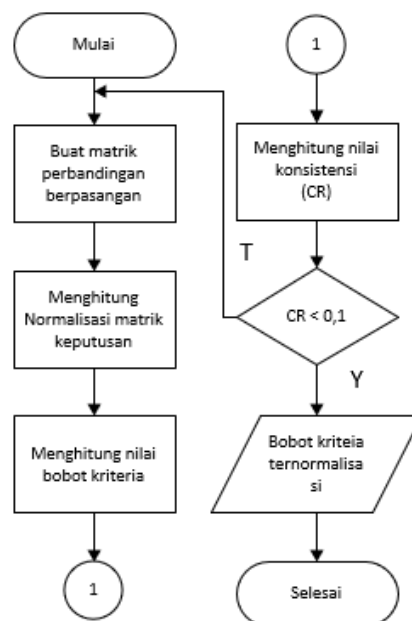 Mulai
Buat matrik
perbandingan
berpasangan
Menghitung
Normalisasi matrik
keputusan
Menghitung nilai
bobot kriteria
1
1
Menghitung nilai
konsistensi
(CR)
T
CR < 0,1
Y
Bobot kriteia
ternormalisa
si
Selesai